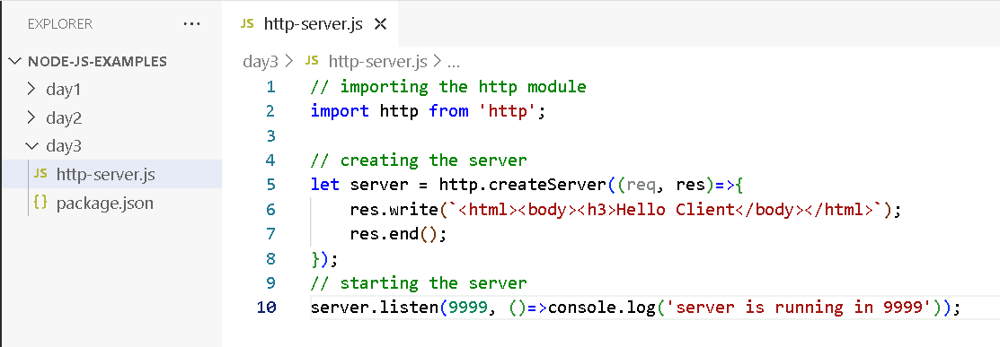 EXPLORER ...
JS http-server.js ×
NODE-JS-EXAMPLES
day1
day2
day3
JS http-server.js
{} package.json
day3 > JS http-server.js > ...
1 // importing the http module
2 import http from 'http';
3
4 // creating the server
5 let server = http.createServer((req, res)=>{
6     res.write(`<html><body><h3>Hello Client</body></html>`);
7     res.end();
8 });
9 // starting the server
10 server.listen(9999, ()=>console.log('server is running in 9999'));